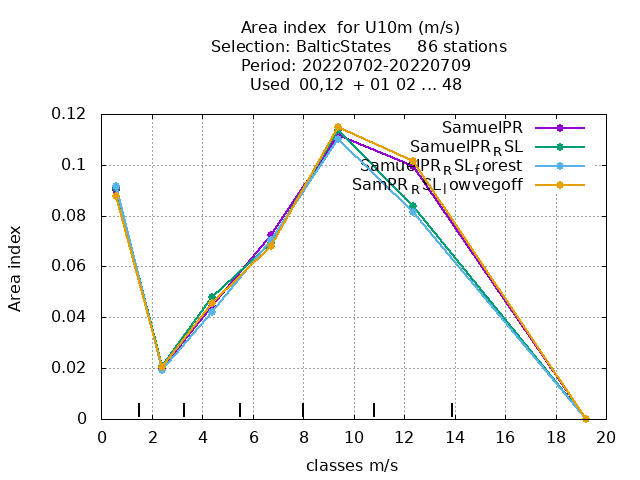 Area index  for U10m (m/s)
Selection: BalticStates     86 stations
Period: 20220702-20220709
Used  00,12  + 01 02 ... 48
SamuelPR
SamuelPR_RSL
SamuelPR_RSL_forest
SamPR_RSL_lowvegoff
Area index
0.12
0.1
0.08
0.06
0.04
0.02
0
0 2 4 6 8 10 12 14 16 18 20
classes m/s